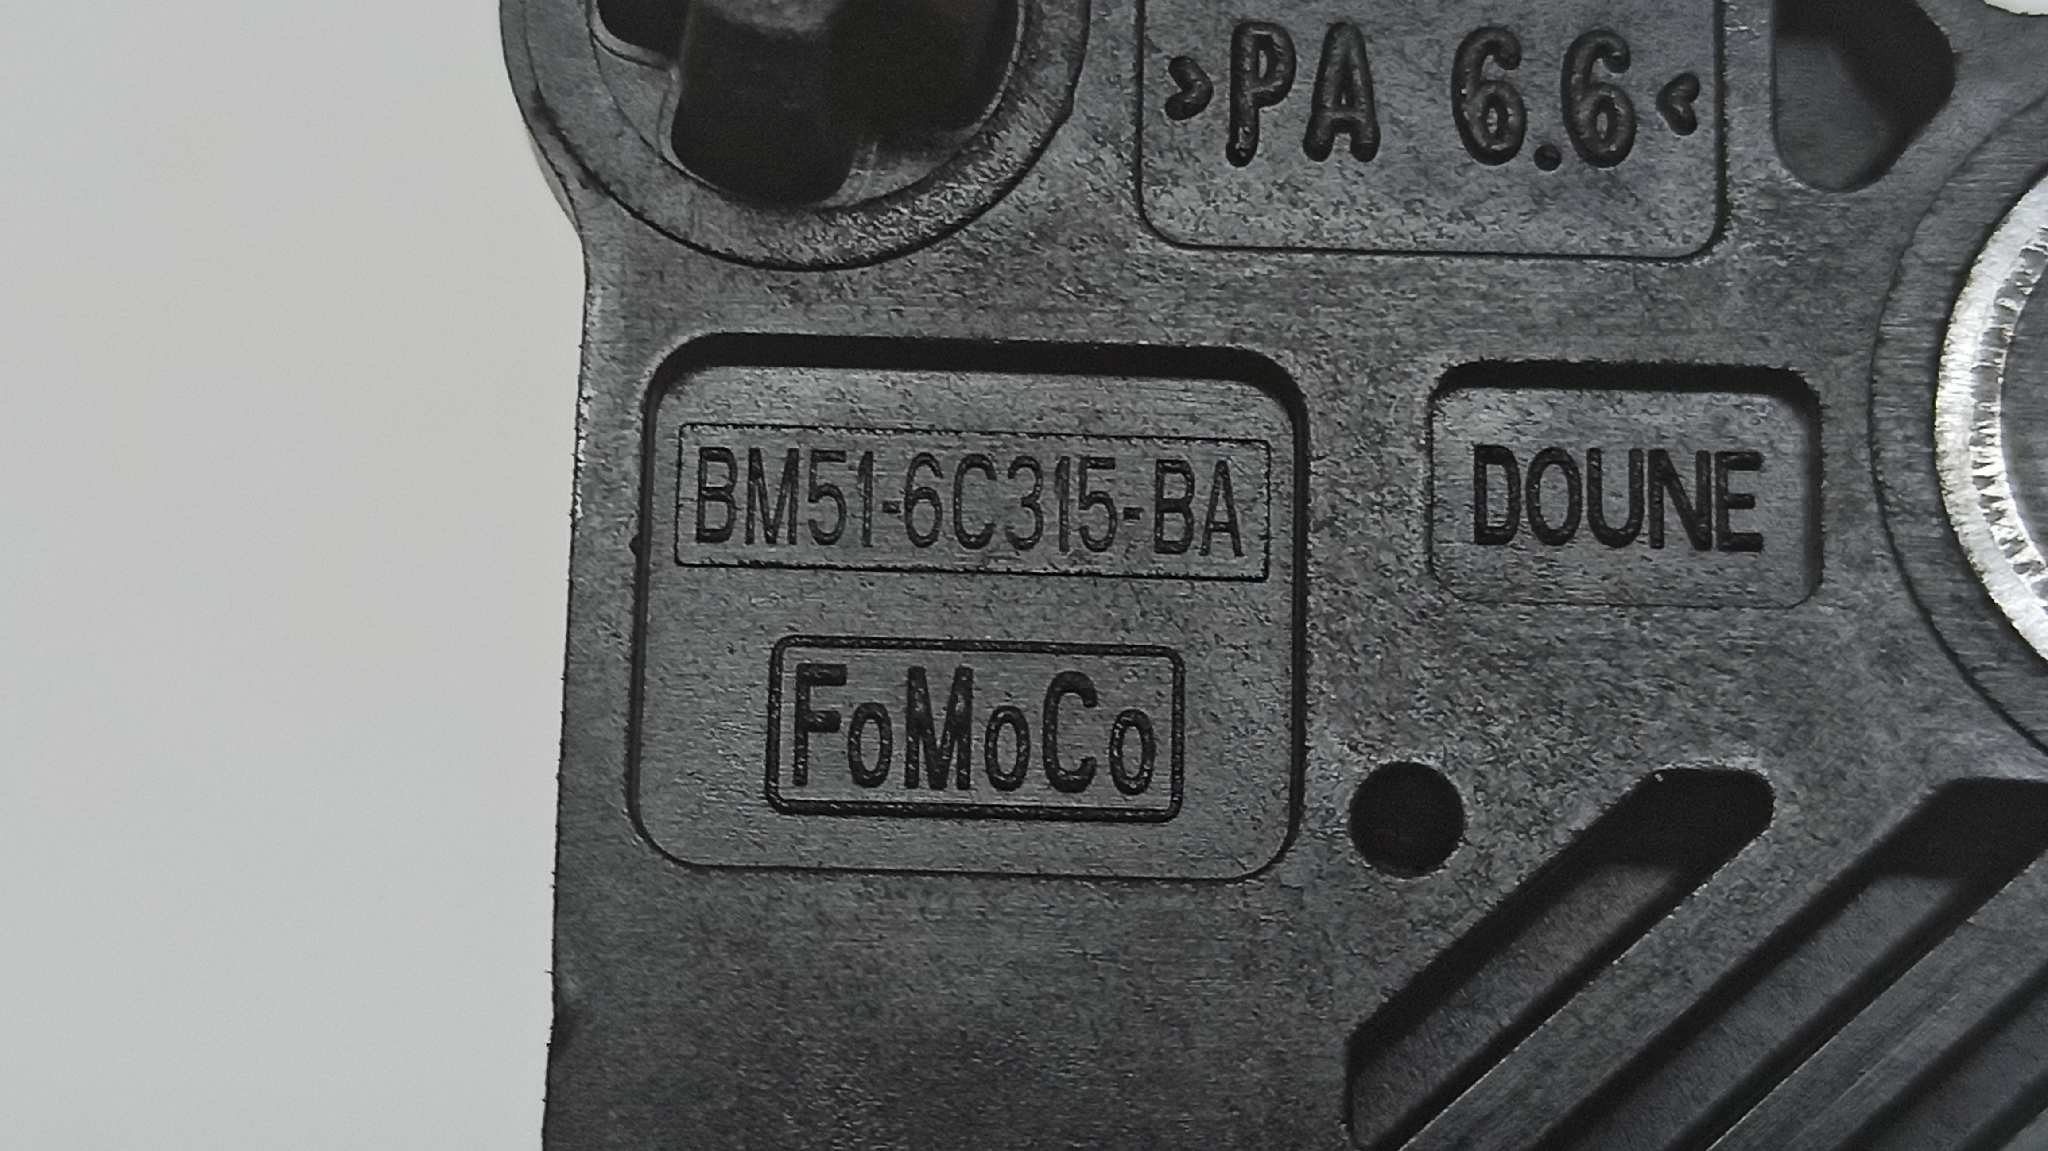 >PA 6.6<
BM51-6C315-BA
DOUNE
FoMoCo